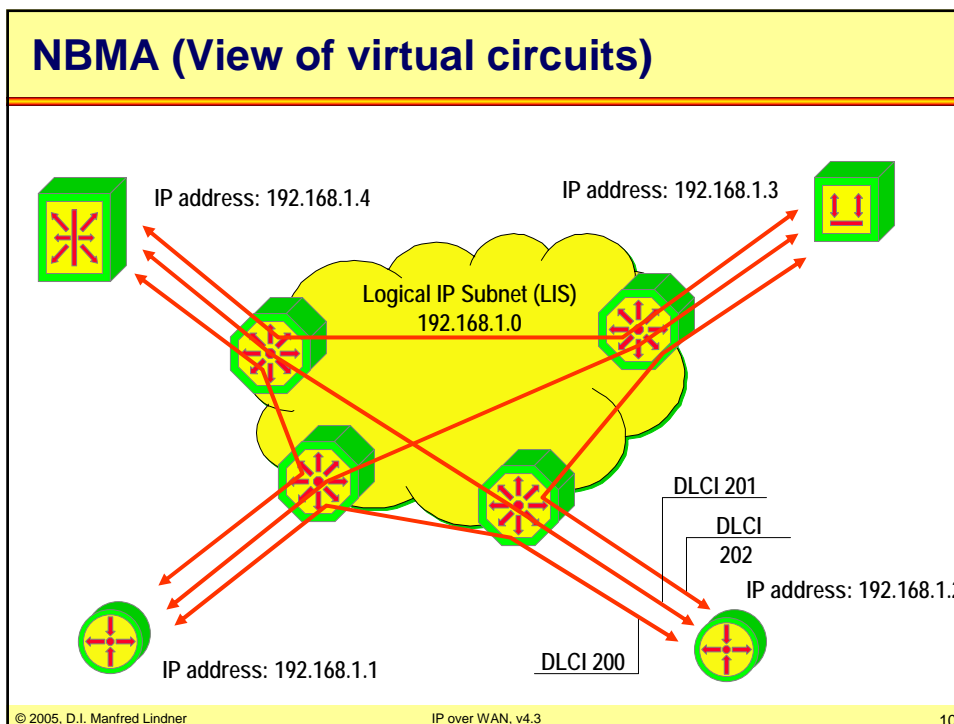 NBMA (View of virtual circuits)
IP address: 192.168.1.4
IP address: 192.168.1.3
Logical IP Subnet (LIS)
192.168.1.0
DLCI 201
DLCI
202
IP address: 192.168.1.2
DLCI 200
IP address: 192.168.1.1
© 2005, D.I. Manfred Lindner
IP over WAN, v4.3
10